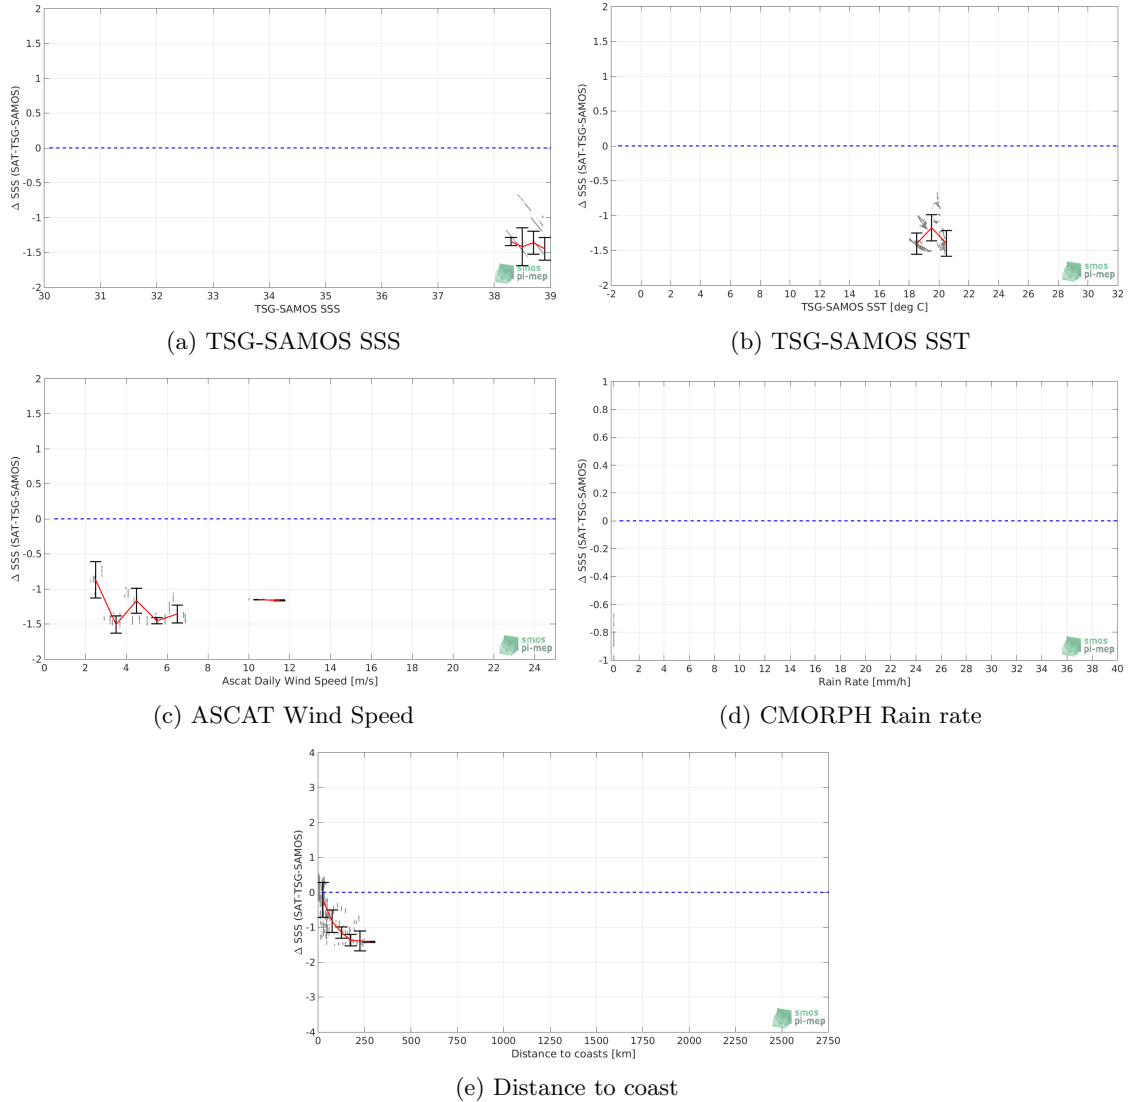 2
1.5
1
0.5
0
-0.5
-1
-1.5
-2
Δ SSS (SAT-TSG-SAMOS)
30 31 32 33 34 35 36 37 38 39
TSG-SAMOS SSS
smos
pi-mep
(a) TSG-SAMOS SSS
2
1.5
1
0.5
0
-0.5
-1
-1.5
-2
Δ SSS (SAT-TSG-SAMOS)
-2 0 2 4 6 8 10 12 14 16 18 20 22 24 26 28 30 32
TSG-SAMOS SST [deg C]
smos
pi-mep
(b) TSG-SAMOS SST
2
1.5
1
0.5
0
-0.5
-1
-1.5
-2
Δ SSS (SAT-TSG-SAMOS)
0 2 4 6 8 10 12 14 16 18 20 22 24
Ascat Daily Wind Speed [m/s]
smos
pi-mep
(c) ASCAT Wind Speed
1
0.8
0.6
0.4
0.2
0
-0.2
-0.4
-0.6
-0.8
-1
Δ SSS (SAT-TSG-SAMOS)
0 2 4 6 8 10 12 14 16 18 20 22 24 26 28 30 32 34 36 38 40
Rain Rate [mm/h]
smos
pi-mep
(d) CMORPH Rain rate
4
3
2
1
0
-1
-2
-3
-4
Δ SSS (SAT-TSG-SAMOS)
0 250 500 750 1000 1250 1500 1750 2000 2250 2500 2750
Distance to coasts [km]
smos
pi-mep
(e) Distance to coast